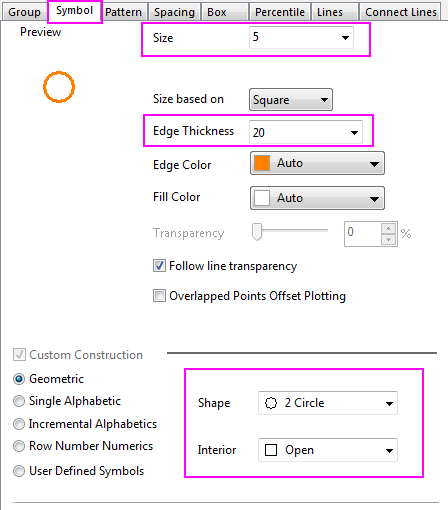 Group Symbol Pattern Spacing Box Percentile Lines Connect Lines
Preview
Size 5
Size based on Square
Edge Thickness 20
Edge Color Auto
Fill Color Auto
Transparency 0 %
Follow line transparency
Overlapped Points Offset Plotting
Custom Construction
Geometric
Single Alphabetic
Incremental Alphabetics
Row Number Numerics
User Defined Symbols
Shape 2 Circle
Interior Open